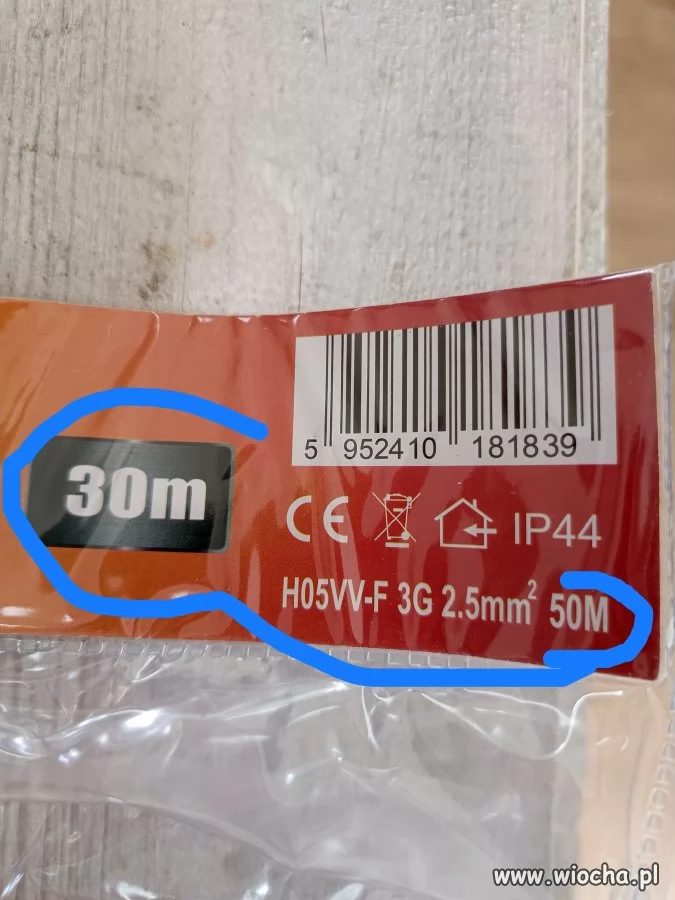 30m
5 952410 181839
CE IP44
H05VV-F 3G 2.5mm² 50M
www.wiocha.pl